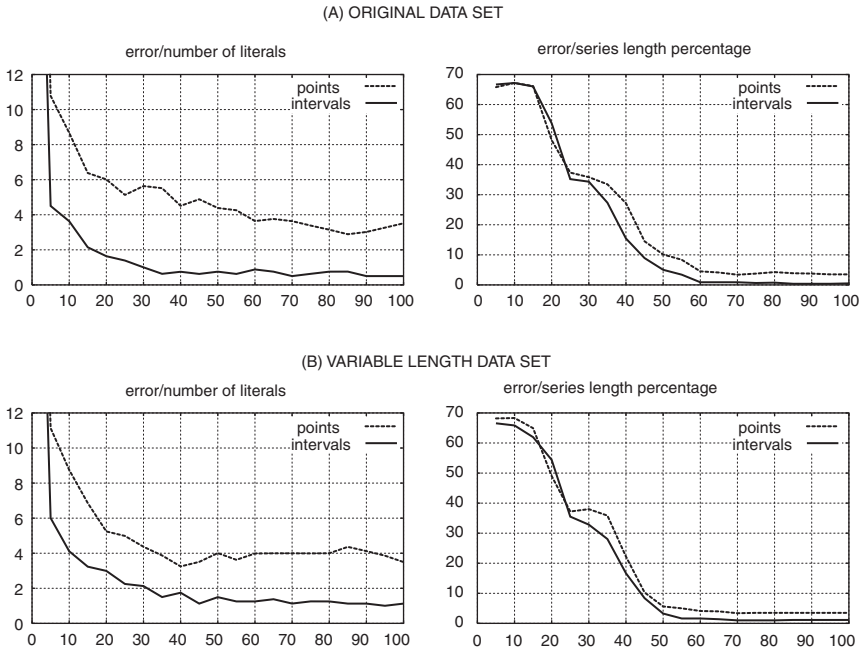 (A) ORIGINAL DATA SET
error/number of literals
12
10
8
6
4
2
0
points
intervals
0 10 20 30 40 50 60 70 80 90 100
error/series length percentage
70
60
50
40
30
20
10
0
points
intervals
0 10 20 30 40 50 60 70 80 90 100
(B) VARIABLE LENGTH DATA SET
error/number of literals
12
10
8
6
4
2
0
points
intervals
0 10 20 30 40 50 60 70 80 90 100
error/series length percentage
70
60
50
40
30
20
10
0
points
intervals
0 10 20 30 40 50 60 70 80 90 100